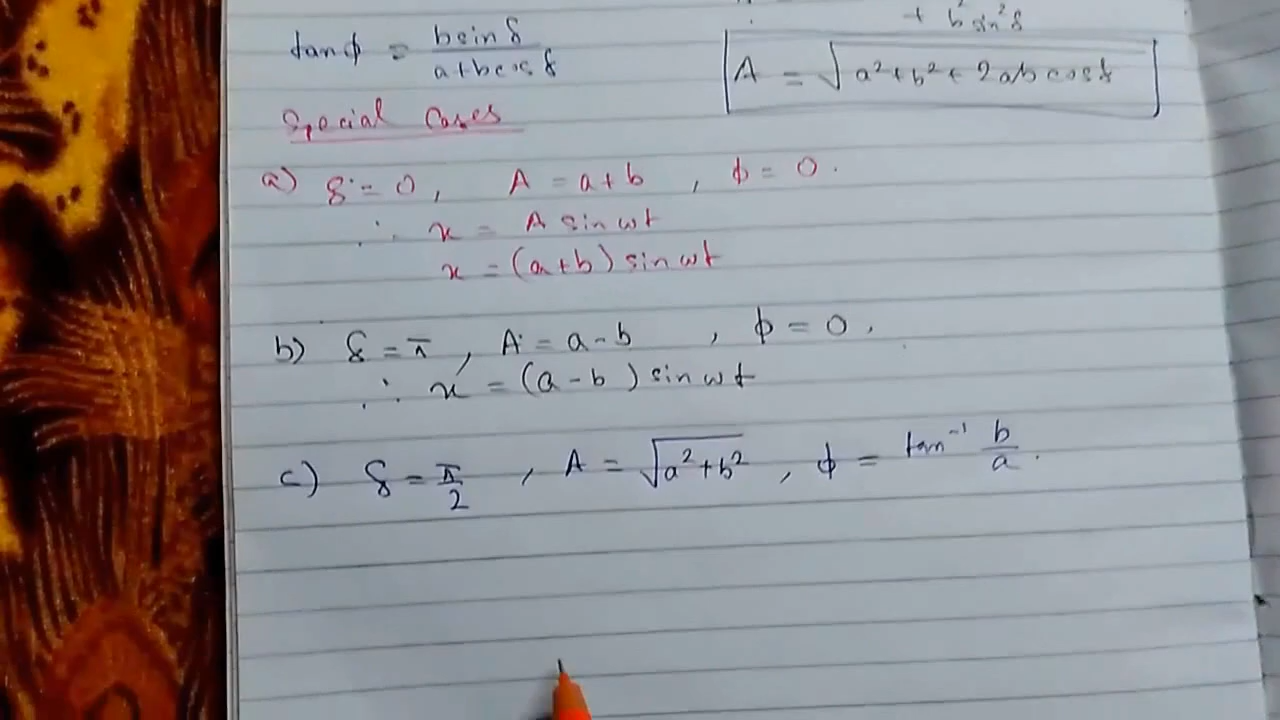 + b² sin² δ
tanφ = b sin δ / a + b cos δ
A = √a² + b² + 2ab cos δ
Special Cases
a) δ = 0, A = a + b, φ = 0.
∴ x = A sin ωt
x = (a + b) sin ωt
b) δ = π, A = a - b, φ = 0.
∴ x = (a - b) sin ωt
c) δ = π/2, A = √a² + b², φ = tan⁻¹ b/a.